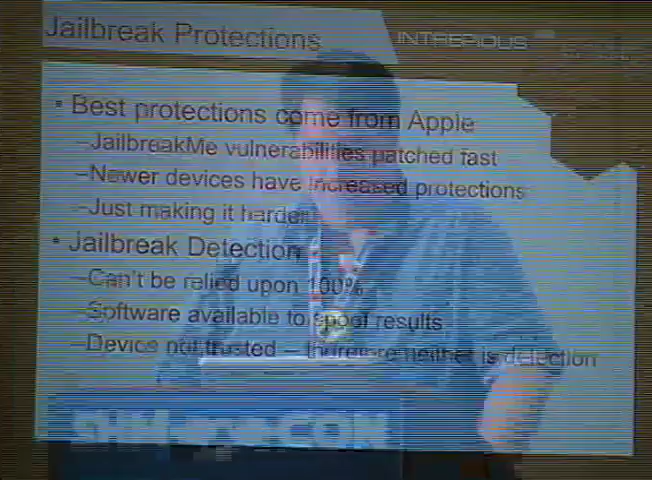 Jailbreak Protections
INTREPIDUS
▪ Best protections come from Apple
–JailbreakMe vulnerabilities patched fast
–Newer devices have increased protections
–Just making it harder
▪ Jailbreak Detection
–Can't be relied upon 100%
–Software available to spoof results
–Device not trusted – therefore neither is detection
SHMOOCON